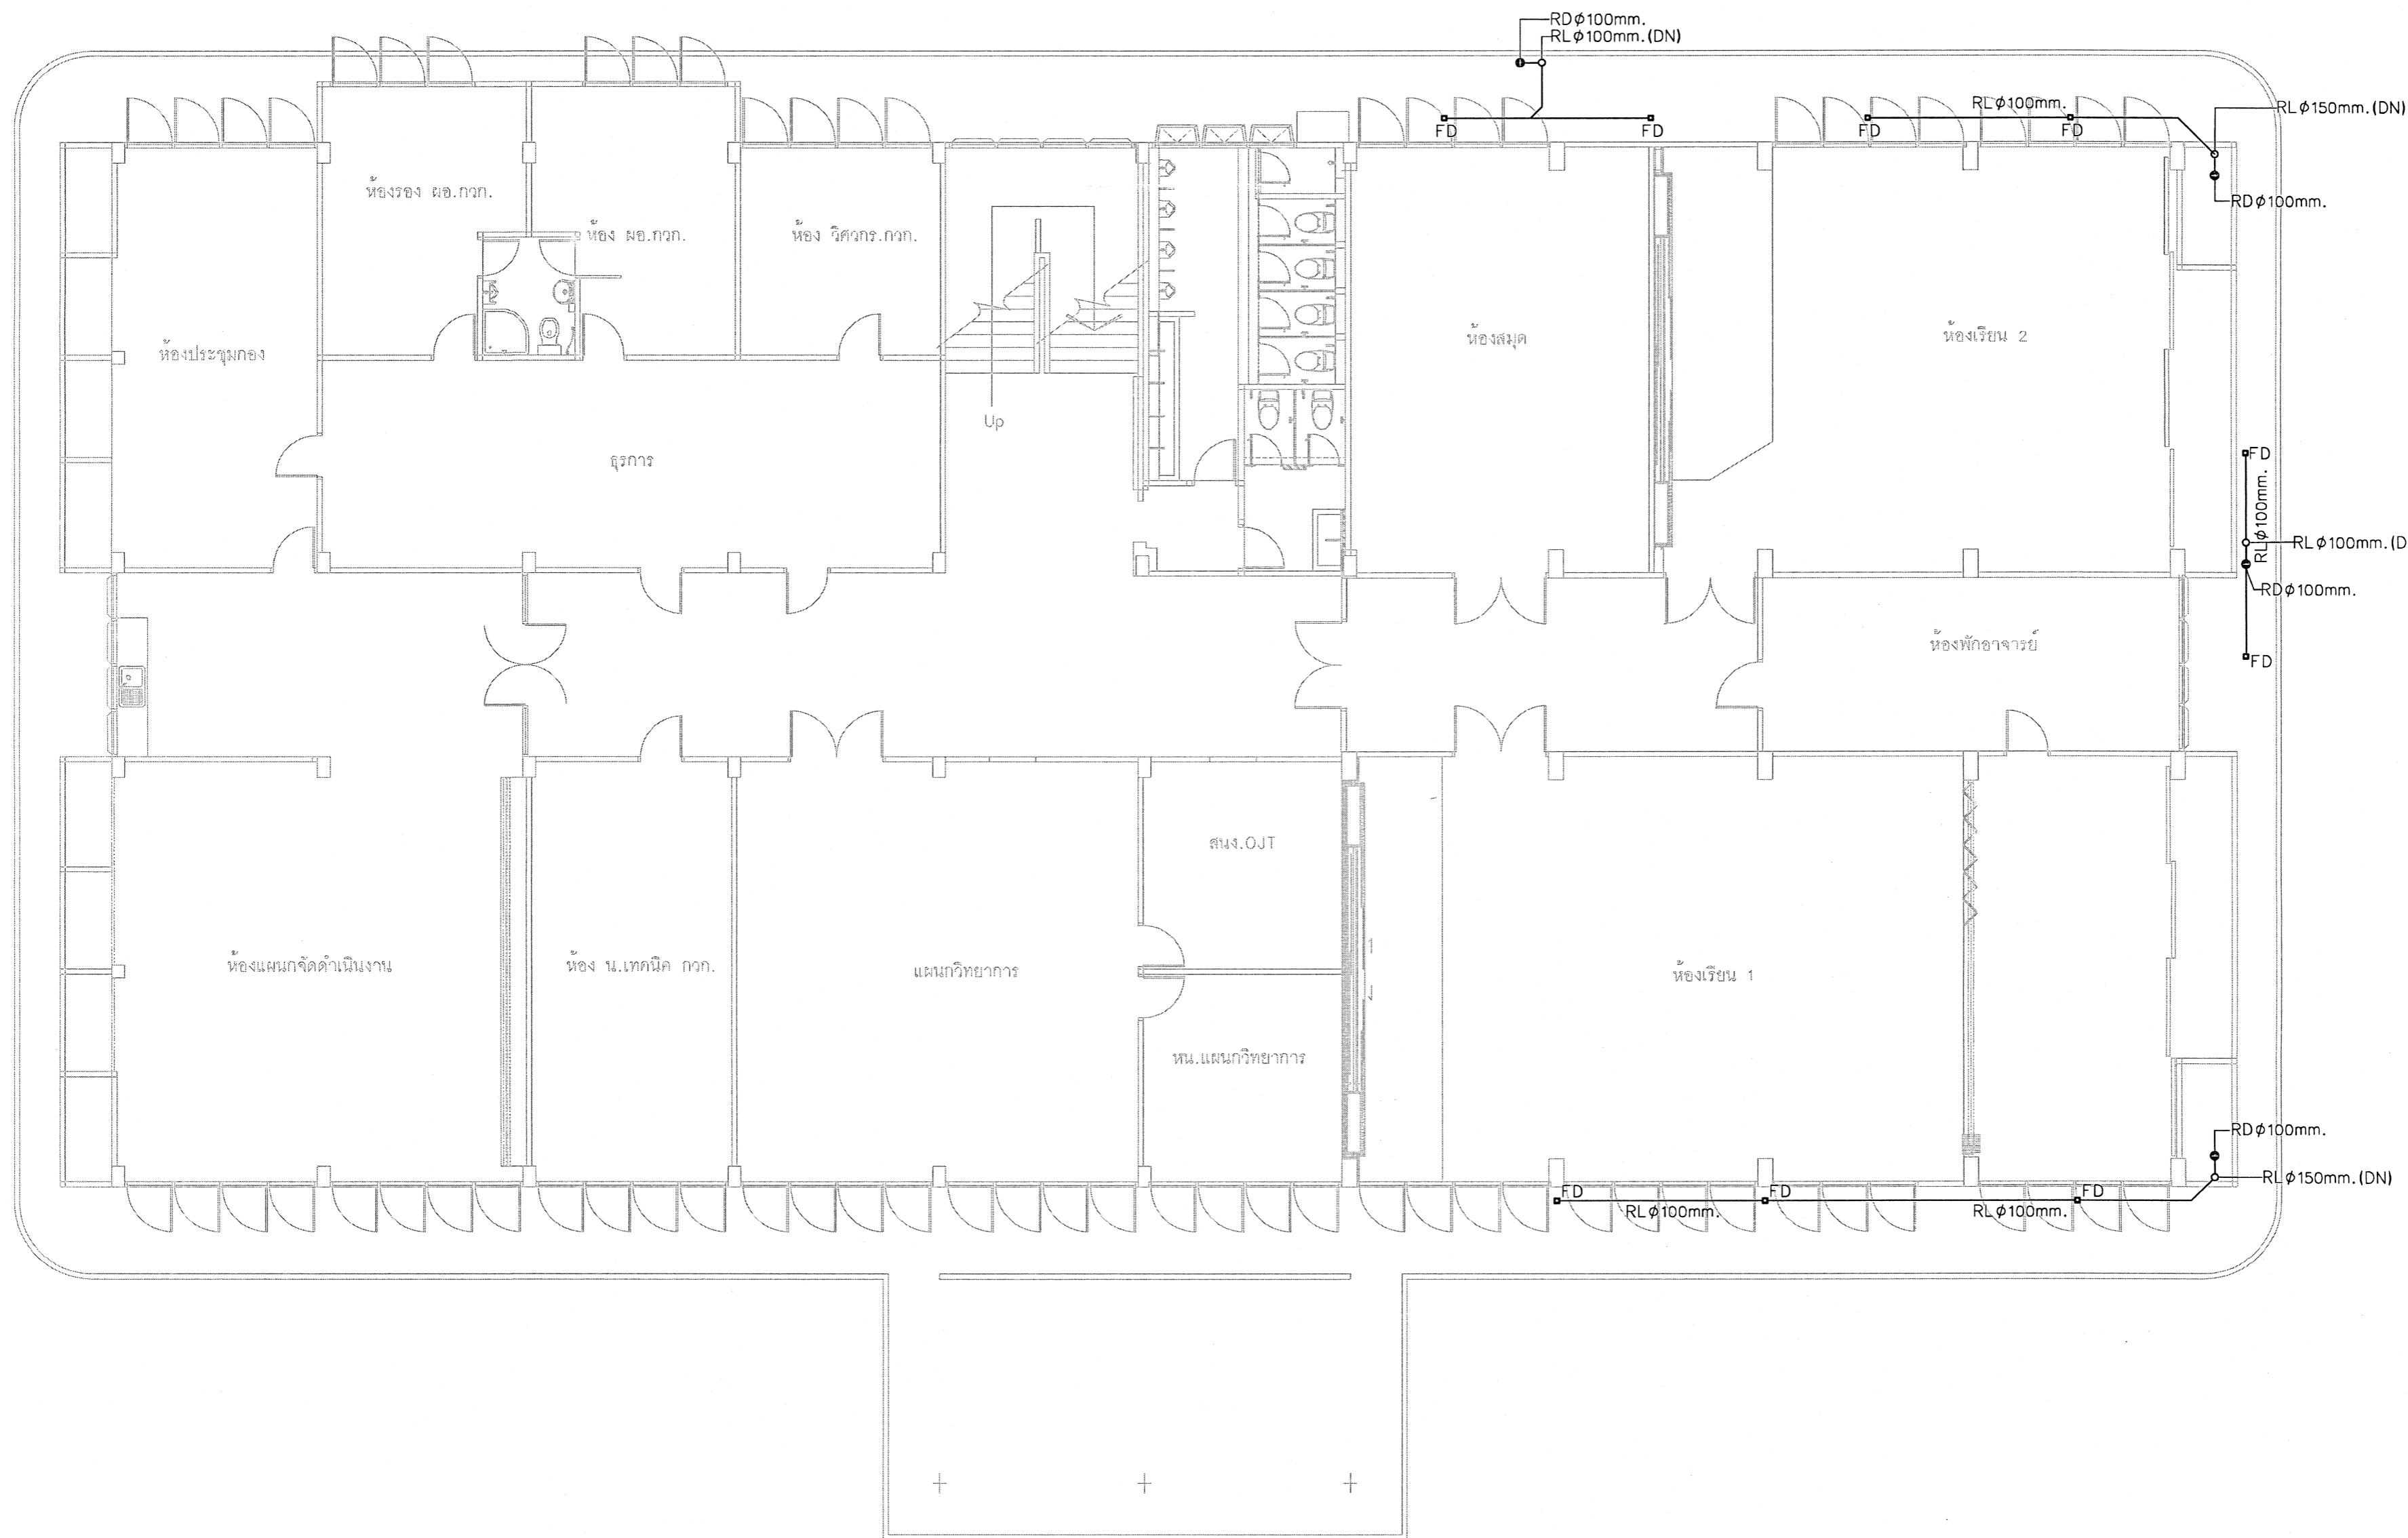 RDφ100mm.
RLφ100mm.(DN)
RLφ100mm.
RLφ150mm.(DN)
FD
FD
FD
FD
RDφ100mm.
ห้องรอง ผอ.กวก.
ห้อง ผอ.กวก.
ห้อง วิศวกร.กวก.
ห้องประชุมกอง
ห้องสมุด
ห้องเรียน 2
Up
ธุรการ
FD
RLφ100mm.
RLφ100mm.(D
RDφ100mm.
ห้องพักอาจารย์
FD
สนง.OJT
ห้องแผนกจัดดำเนินงาน
ห้อง น.เทคนิค กวก.
แผนกวิทยาการ
ห้องเรียน 1
หน.แผนกวิทยาการ
RDφ100mm.
RLφ150mm.(DN)
FD
FD
FD
RLφ100mm.
RLφ100mm.